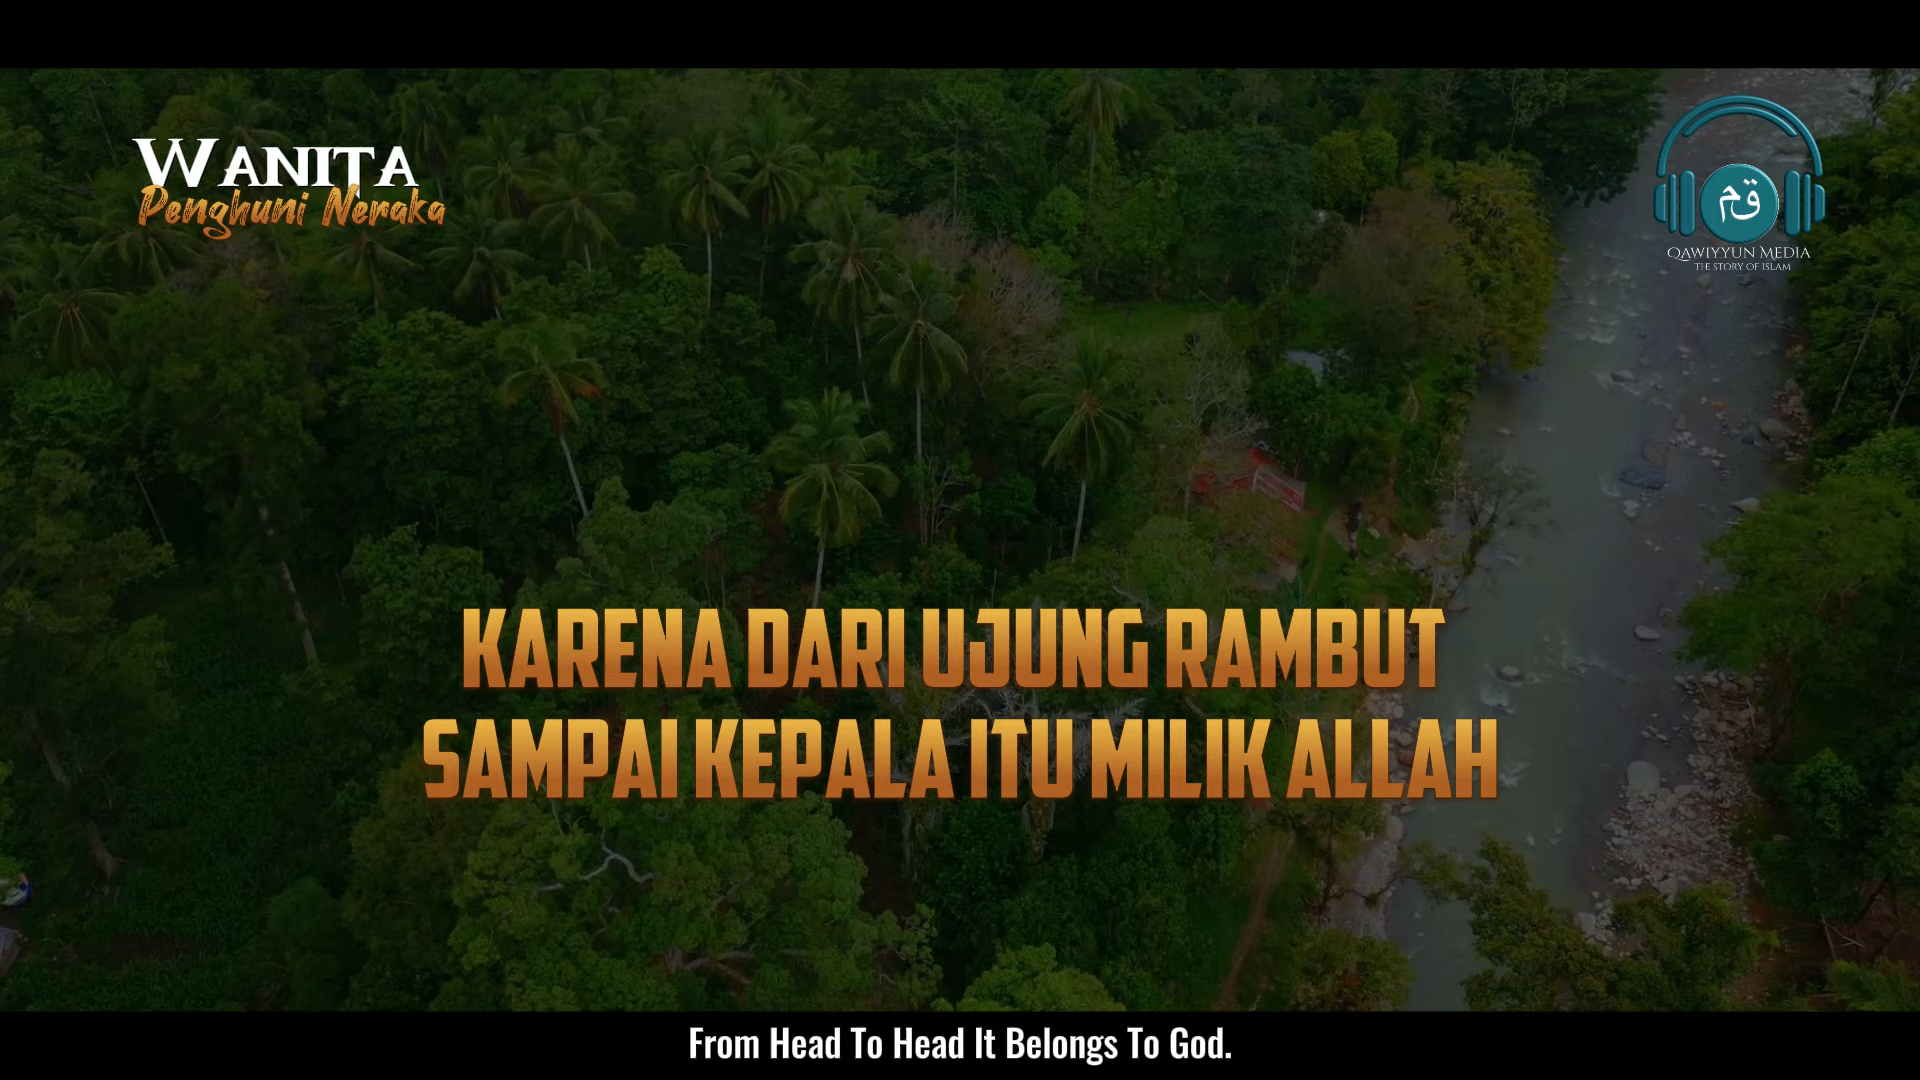 WANITA
Penghuni Neraka
قم
QAWIYYUN MEDIA
THE STORY OF ISLAM
KARENA DARI UJUNG RAMBUT
SAMPAI KEPALA ITU MILIK ALLAH
From Head To Head It Belongs To God.